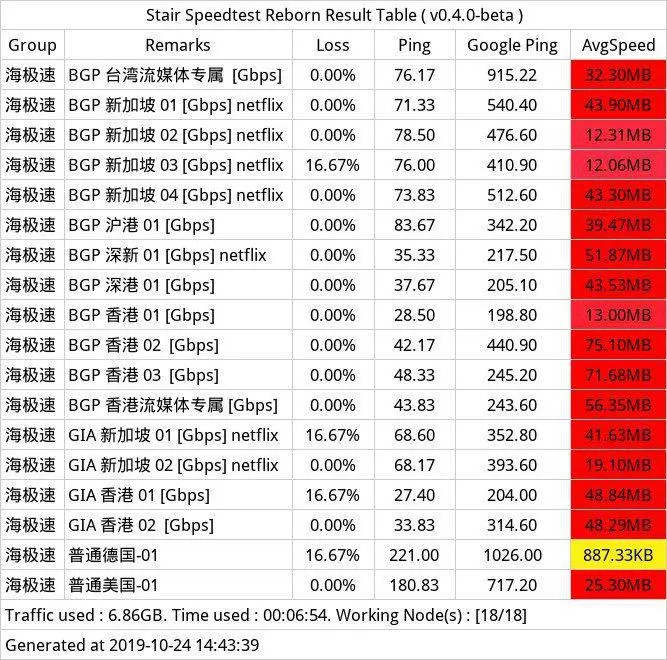 Stair Speedtest Reborn Result Table ( v0.4.0-beta )
Group Remarks Loss Ping Google Ping AvgSpeed
海极速 BGP 台湾流媒体专属 [Gbps] 0.00% 76.17 915.22 32.30MB
海极速 BGP 新加坡 01 [Gbps] netflix 0.00% 71.33 540.40 43.90MB
海极速 BGP 新加坡 02 [Gbps] netflix 0.00% 78.50 476.60 12.31MB
海极速 BGP 新加坡 03 [Gbps] netflix 16.67% 76.00 410.90 12.06MB
海极速 BGP 新加坡 04 [Gbps] netflix 0.00% 73.83 512.60 43.30MB
海极速 BGP 沪港 01 [Gbps] 0.00% 83.67 342.20 39.47MB
海极速 BGP 深新 01 [Gbps] netflix 0.00% 35.33 217.50 51.87MB
海极速 BGP 深港 01 [Gbps] 0.00% 37.67 205.10 43.53MB
海极速 BGP 香港 01 [Gbps] 0.00% 28.50 198.80 13.00MB
海极速 BGP 香港 02 [Gbps] 0.00% 42.17 440.90 75.10MB
海极速 BGP 香港 03 [Gbps] 0.00% 48.33 245.20 71.68MB
海极速 BGP 香港流媒体专属 [Gbps] 0.00% 43.83 243.60 56.35MB
海极速 GIA 新加坡 01 [Gbps] netflix 16.67% 68.60 352.80 41.63MB
海极速 GIA 新加坡 02 [Gbps] netflix 0.00% 68.17 393.60 19.10MB
海极速 GIA 香港 01 [Gbps] 16.67% 27.40 204.00 48.84MB
海极速 GIA 香港 02 [Gbps] 0.00% 33.83 314.60 48.29MB
海极速 普通德国-01 16.67% 221.00 1026.00 887.33KB
海极速 普通美国-01 0.00% 180.83 717.20 25.30MB
Traffic used : 6.86GB. Time used : 00:06:54. Working Node(s) : [18/18]
Generated at 2019-10-24 14:43:39